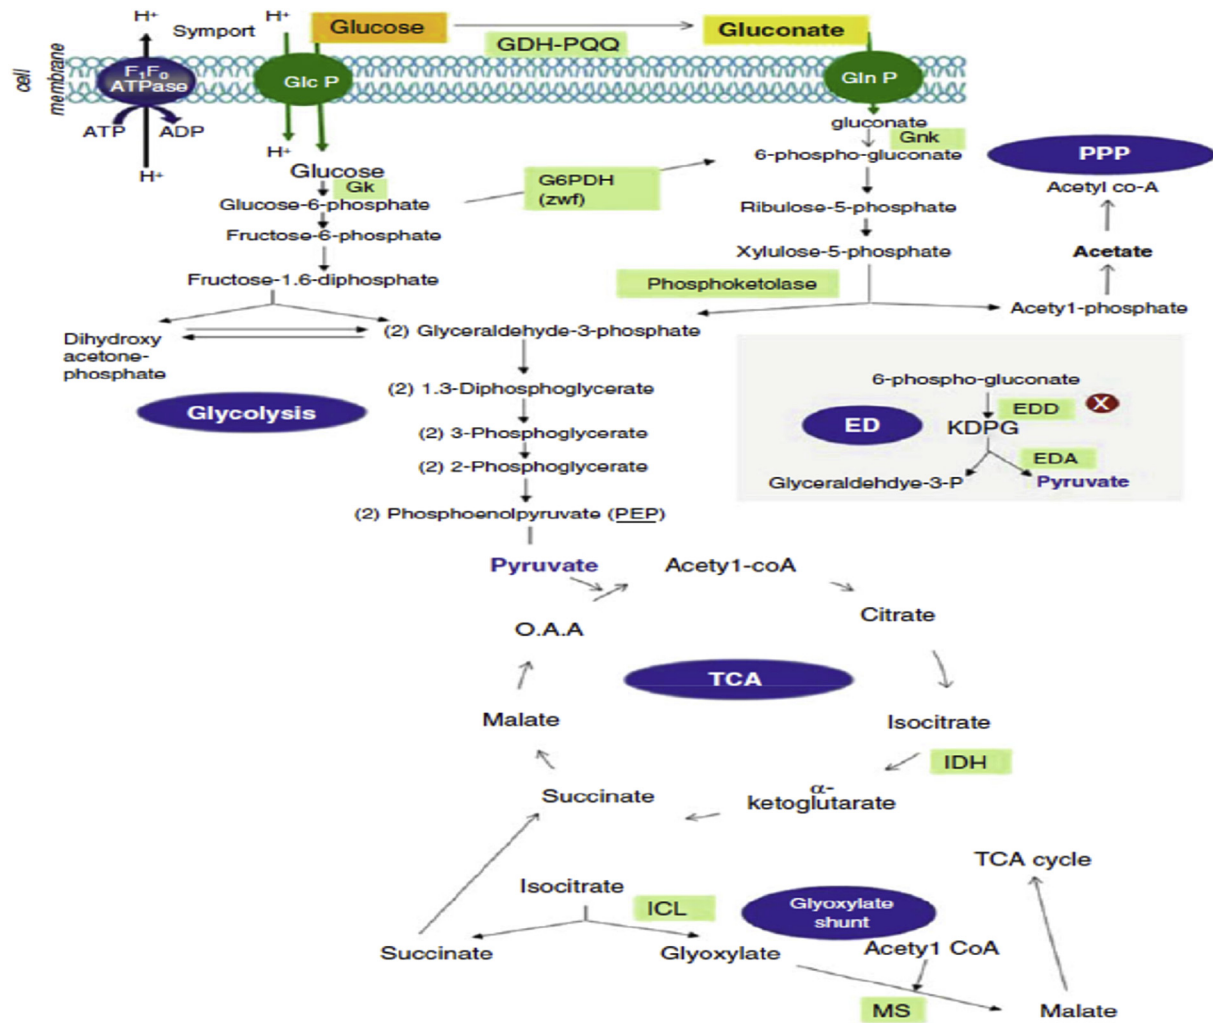 H+
Symport
H+
Glucose
GDH-PQQ
Gluconate
cell
membrane
F1F0
ATPase
Glc P
Gln P
ATP
ADP
H+
H+
gluconate
Gnk
Glucose
Gk
G6PDH
(zwf)
6-phospho-gluconate
PPP
Acetyl co-A
Glucose-6-phosphate
Ribulose-5-phosphate
Fructose-6-phosphate
Xylulose-5-phosphate
Acetate
Fructose-1.6-diphosphate
Phosphoketolase
Acety1-phosphate
Dihydroxy
acetone-
phosphate
(2) Glyceraldehyde-3-phosphate
(2) 1.3-Diphosphoglycerate
Glycolysis
(2) 3-Phosphoglycerate
(2) 2-Phosphoglycerate
(2) Phosphoenolpyruvate (PEP)
6-phospho-gluconate
EDD
X
ED
KDPG
EDA
Glyceraldehdye-3-P
Pyruvate
Pyruvate
Acety1-coA
Citrate
O.A.A
TCA
Malate
Isocitrate
IDH
Succinate
α-
ketoglutarate
TCA cycle
Isocitrate
ICL
Glyoxylate
shunt
Succinate
Glyoxylate
Acety1 CoA
MS
Malate